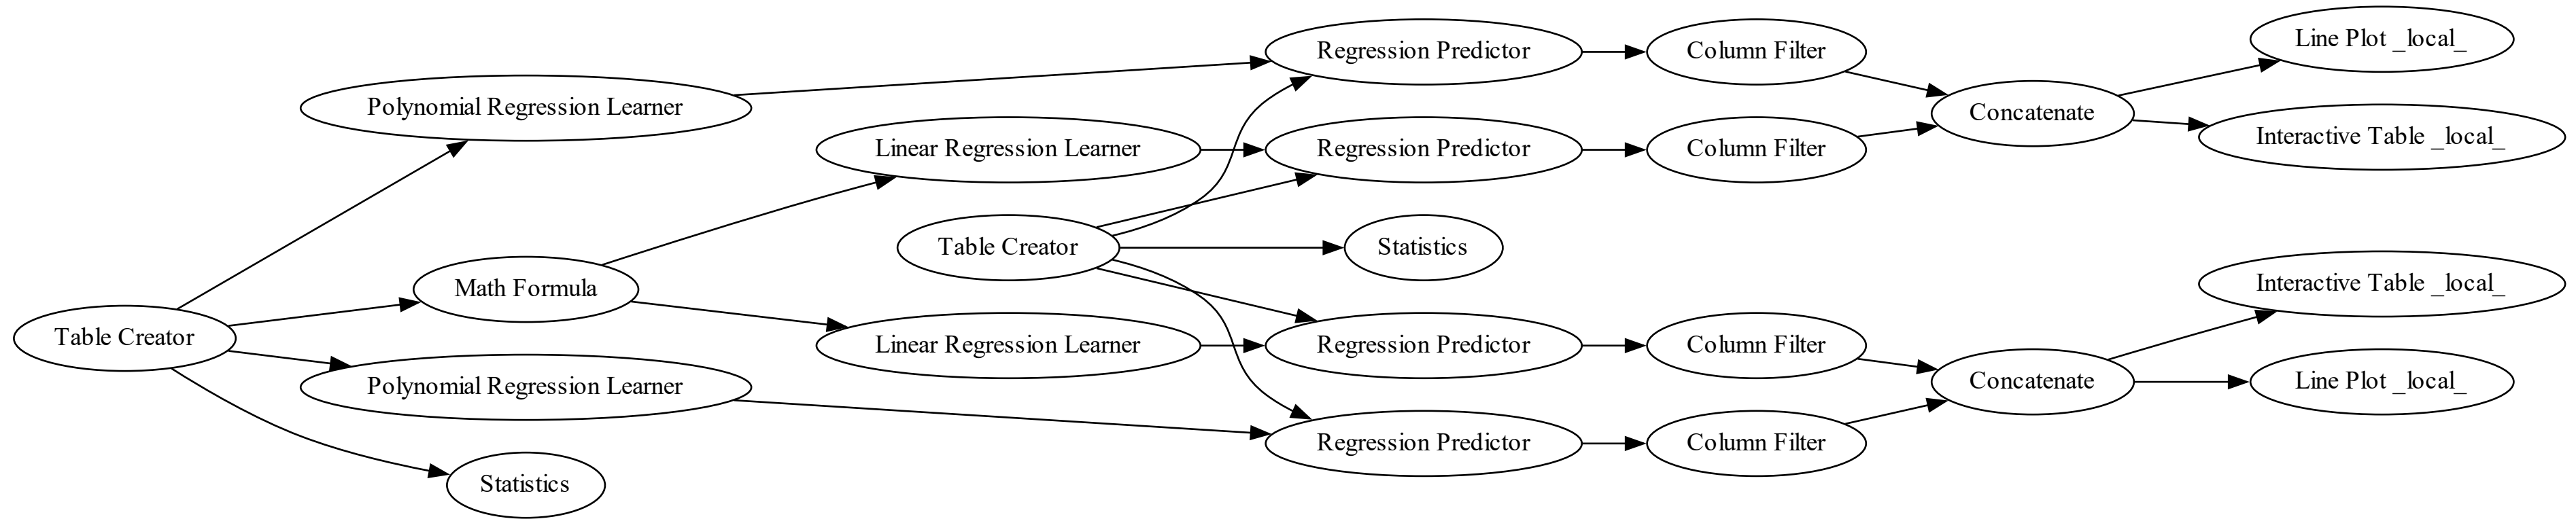 Regression Predictor
Column Filter
Line Plot _local_
Polynomial Regression Learner
Concatenate
Linear Regression Learner
Regression Predictor
Column Filter
Interactive Table _local_
Table Creator
Statistics
Math Formula
Interactive Table _local_
Table Creator
Linear Regression Learner
Regression Predictor
Column Filter
Concatenate
Line Plot _local_
Polynomial Regression Learner
Regression Predictor
Column Filter
Statistics